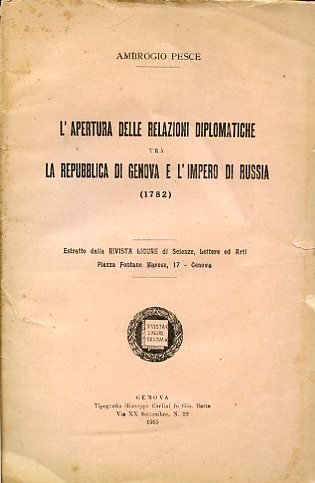 AMBROGIO PESCE
L'APERTURA DELLE RELAZIONI DIPLOMATICHE
TRA
LA REPUBBLICA DI GENOVA E L'IMPERO DI RUSSIA
(1782)
Estratto dalla RIVISTA LIGURE di Scienze, Lettere ed Arti
Piazza Fontane Marose, 17 - Genova
RIVISTA
LIGURE
GENOVA
GENOVA
Tipografia Giuseppe Carlini fu Gio. Batta
Via XX Settembre, N. 22